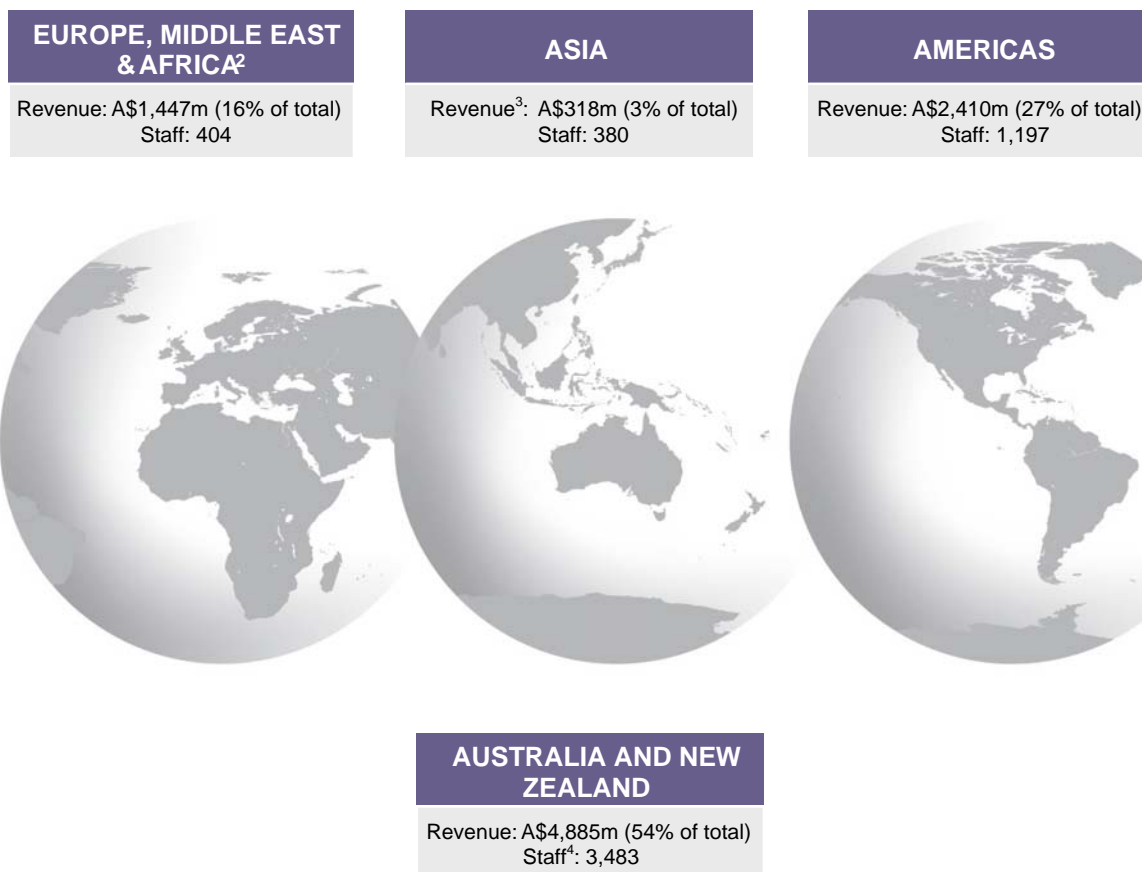 EUROPE, MIDDLE EAST
& AFRICA²
Revenue: A$1,447m (16% of total)
Staff: 404
ASIA
Revenue³: A$318m (3% of total)
Staff: 380
AMERICAS
Revenue: A$2,410m (27% of total)
Staff: 1,197
AUSTRALIA AND NEW
ZEALAND
Revenue: A$4,885m (54% of total)
Staff⁴: 3,483